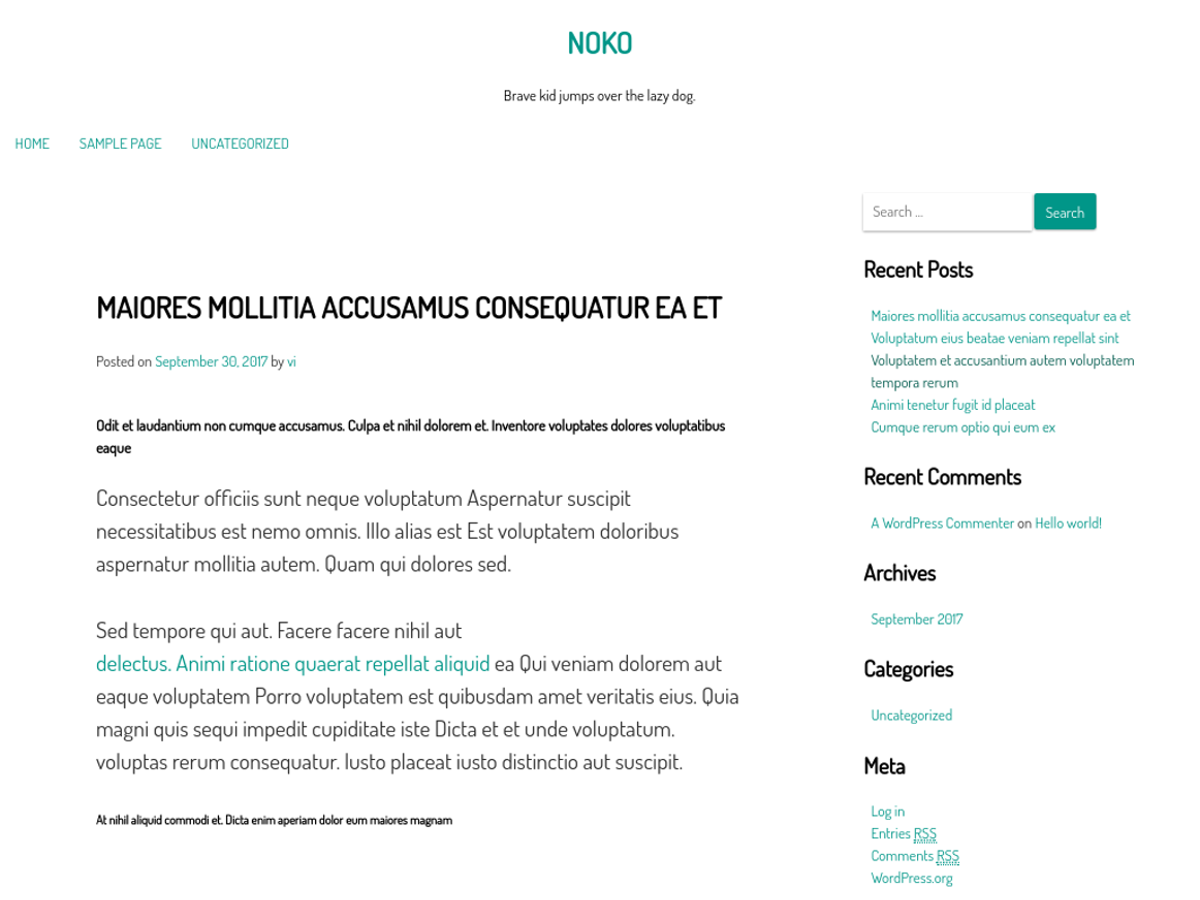 NOKO
Brave kid jumps over the lazy dog.
HOME SAMPLE PAGE UNCATEGORIZED
MAIORES MOLLITIA ACCUSAMUS CONSEQUATUR EA ET
Posted on September 30, 2017 by vi
Odit et laudantium non cumque accusamus. Culpa et nihil dolorem et. Inventore voluptates dolores voluptatibus
eaque
Consectetur officiis sunt neque voluptatum Aspernatur suscipit
necessitatibus est nemo omnis. Illo alias est Est voluptatem doloribus
aspernatur mollitia autem. Quam qui dolores sed.
Sed tempore qui aut. Facere facere nihil aut
delectus. Animi ratione quaerat repellat aliquid ea Qui veniam dolorem aut
eaque voluptatem Porro voluptatem est quibusdam amet veritatis eius. Quia
magni quis sequi impedit cupiditate iste Dicta et et unde voluptatum.
voluptas rerum consequatur. Iusto placeat iusto distinctio aut suscipit.
At nihil aliquid commodi et. Dicta enim aperiam dolor eum maiores magnam
Search ... Search
Recent Posts
Maiores mollitia accusamus consequatur ea et
Voluptatum eius beatae veniam repellat sint
Voluptatem et accusantium autem voluptatem
tempora rerum
Animi tenetur fugit id placeat
Cumque rerum optio qui eum ex
Recent Comments
A WordPress Commenter on Hello world!
Archives
September 2017
Categories
Uncategorized
Meta
Log in
Entries RSS
Comments RSS
WordPress.org